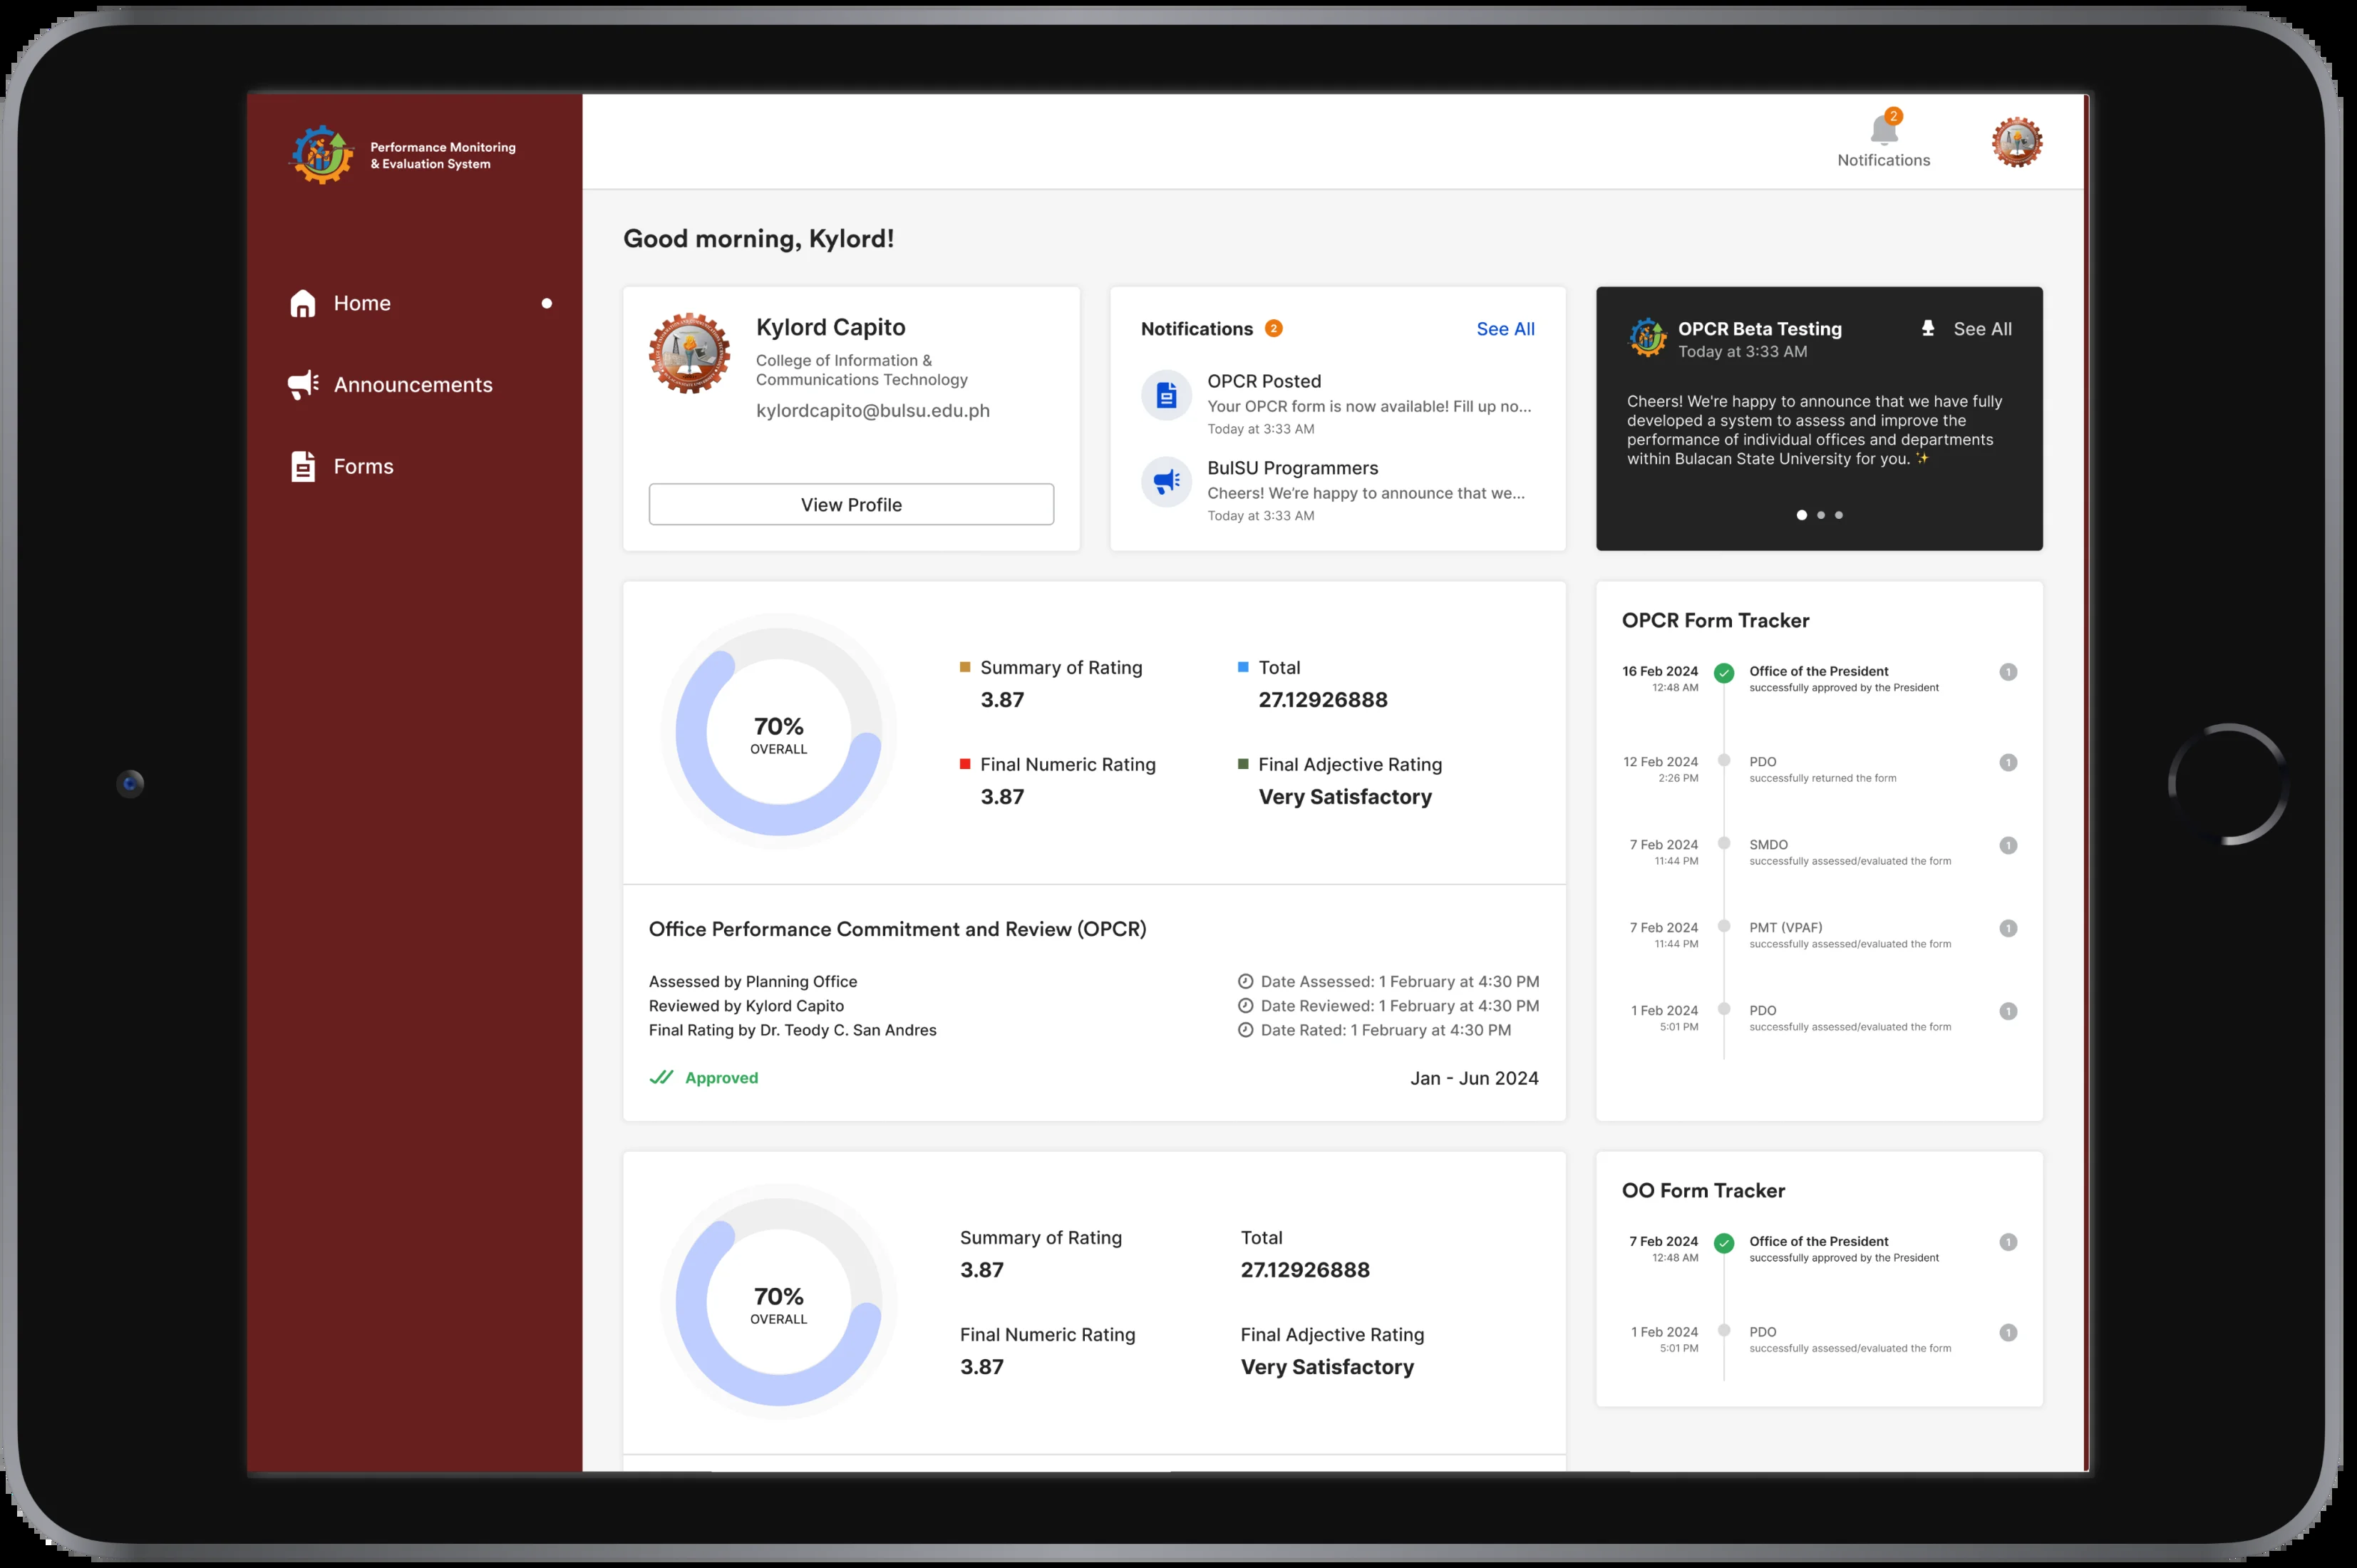 Performance Monitoring
& Evaluation System
Home
Announcements
Forms
2
Notifications
Good morning, Kylord!
Kylord Capito
College of Information &
Communications Technology
kylordcapito@bulsu.edu.ph
View Profile
Notifications 2 See All
OPCR Posted
Your OPCR form is now available! Fill up no...
Today at 3:33 AM
BulSU Programmers
Cheers! We're happy to announce that we...
Today at 3:33 AM
OPCR Beta Testing See All
Today at 3:33 AM
Cheers! We're happy to announce that we have fully
developed a system to assess and improve the
performance of individual offices and departments
within Bulacan State University for you. ✨
70%
OVERALL
Summary of Rating
3.87
Total
27.12926888
Final Numeric Rating
3.87
Final Adjective Rating
Very Satisfactory
Office Performance Commitment and Review (OPCR)
Assessed by Planning Office
Reviewed by Kylord Capito
Final Rating by Dr. Teody C. San Andres
Date Assessed: 1 February at 4:30 PM
Date Reviewed: 1 February at 4:30 PM
Date Rated: 1 February at 4:30 PM
Approved
Jan - Jun 2024
OPCR Form Tracker
16 Feb 2024 Office of the President 1
12:48 AM successfully approved by the President
12 Feb 2024 PDO 1
2:26 PM successfully returned the form
7 Feb 2024 SMDO 1
11:44 PM successfully assessed/evaluated the form
7 Feb 2024 PMT (VPAF) 1
11:44 PM successfully assessed/evaluated the form
1 Feb 2024 PDO 1
5:01 PM successfully assessed/evaluated the form
70%
OVERALL
Summary of Rating
3.87
Total
27.12926888
Final Numeric Rating
3.87
Final Adjective Rating
Very Satisfactory
OO Form Tracker
7 Feb 2024 Office of the President 1
12:48 AM successfully approved by the President
1 Feb 2024 PDO 1
5:01 PM successfully assessed/evaluated the form